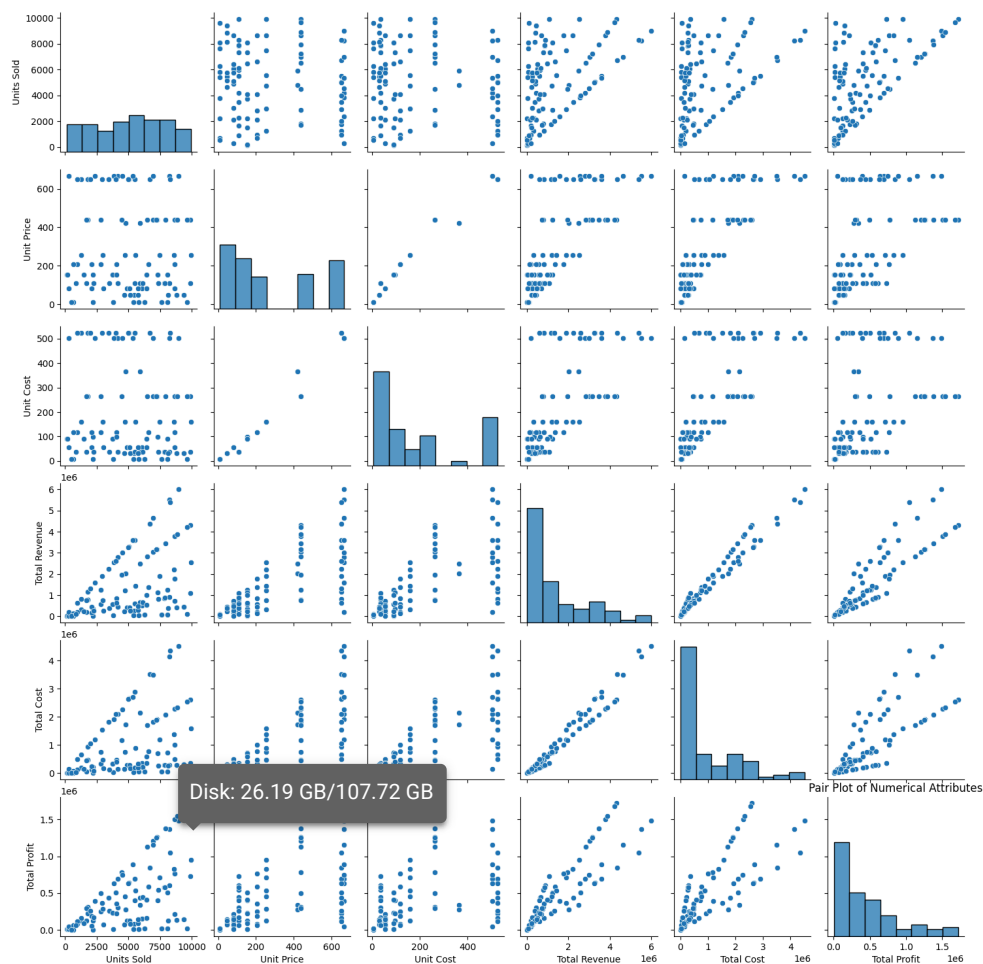 10000
8000
6000
4000
2000
0
Units Sold
600
400
200
0
Unit Price
500
400
300
200
100
0
Unit Cost
1e6
6
5
4
3
2
1
0
Total Revenue
1e6
4
3
2
1
0
Total Cost
Disk: 26.19 GB/107.72 GB
Pair Plot of Numerical Attributes
1.5
1.0
0.5
0.0
Total Profit
0 2500 5000 7500 10000
Units Sold
0 200 400 600
Unit Price
0 200 400
Unit Cost
0 2 4 6
1e6
Total Revenue
0 1 2 3 4
1e6
Total Cost
0.0 0.5 1.0 1.5
1e6
Total Profit